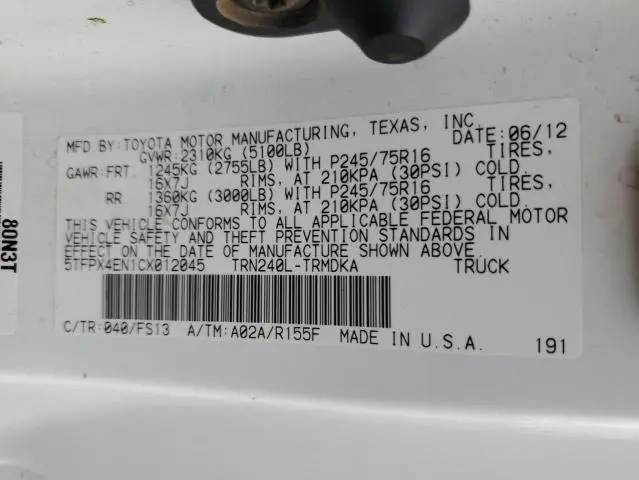 MFD BY:TOYOTA MOTOR MANUFACTURING, TEXAS, INC. DATE:06/12
GVWR:2310KG (5100LB)
GAWR:FRT. 1245KG (2755LB) WITH P245/75R16 TIRES,
16X7J RIMS, AT 210KPA (30PSI) COLD.
RR. 1360KG (3000LB) WITH P245/75R16 TIRES,
16X7J RIMS, AT 210KPA (30PSI) COLD.
THIS VEHICLE CONFORMS TO ALL APPLICABLE FEDERAL MOTOR
VEHICLE SAFETY AND THEFT PREVENTION STANDARDS IN
EFFECT ON THE DATE OF MANUFACTURE SHOWN ABOVE.
5TFPX4EN1CX012045 TRN240L-TRMDKA TRUCK
C/TR:040/FS13 A/TM:A02A/R155F MADE IN U.S.A. 191
80N3T